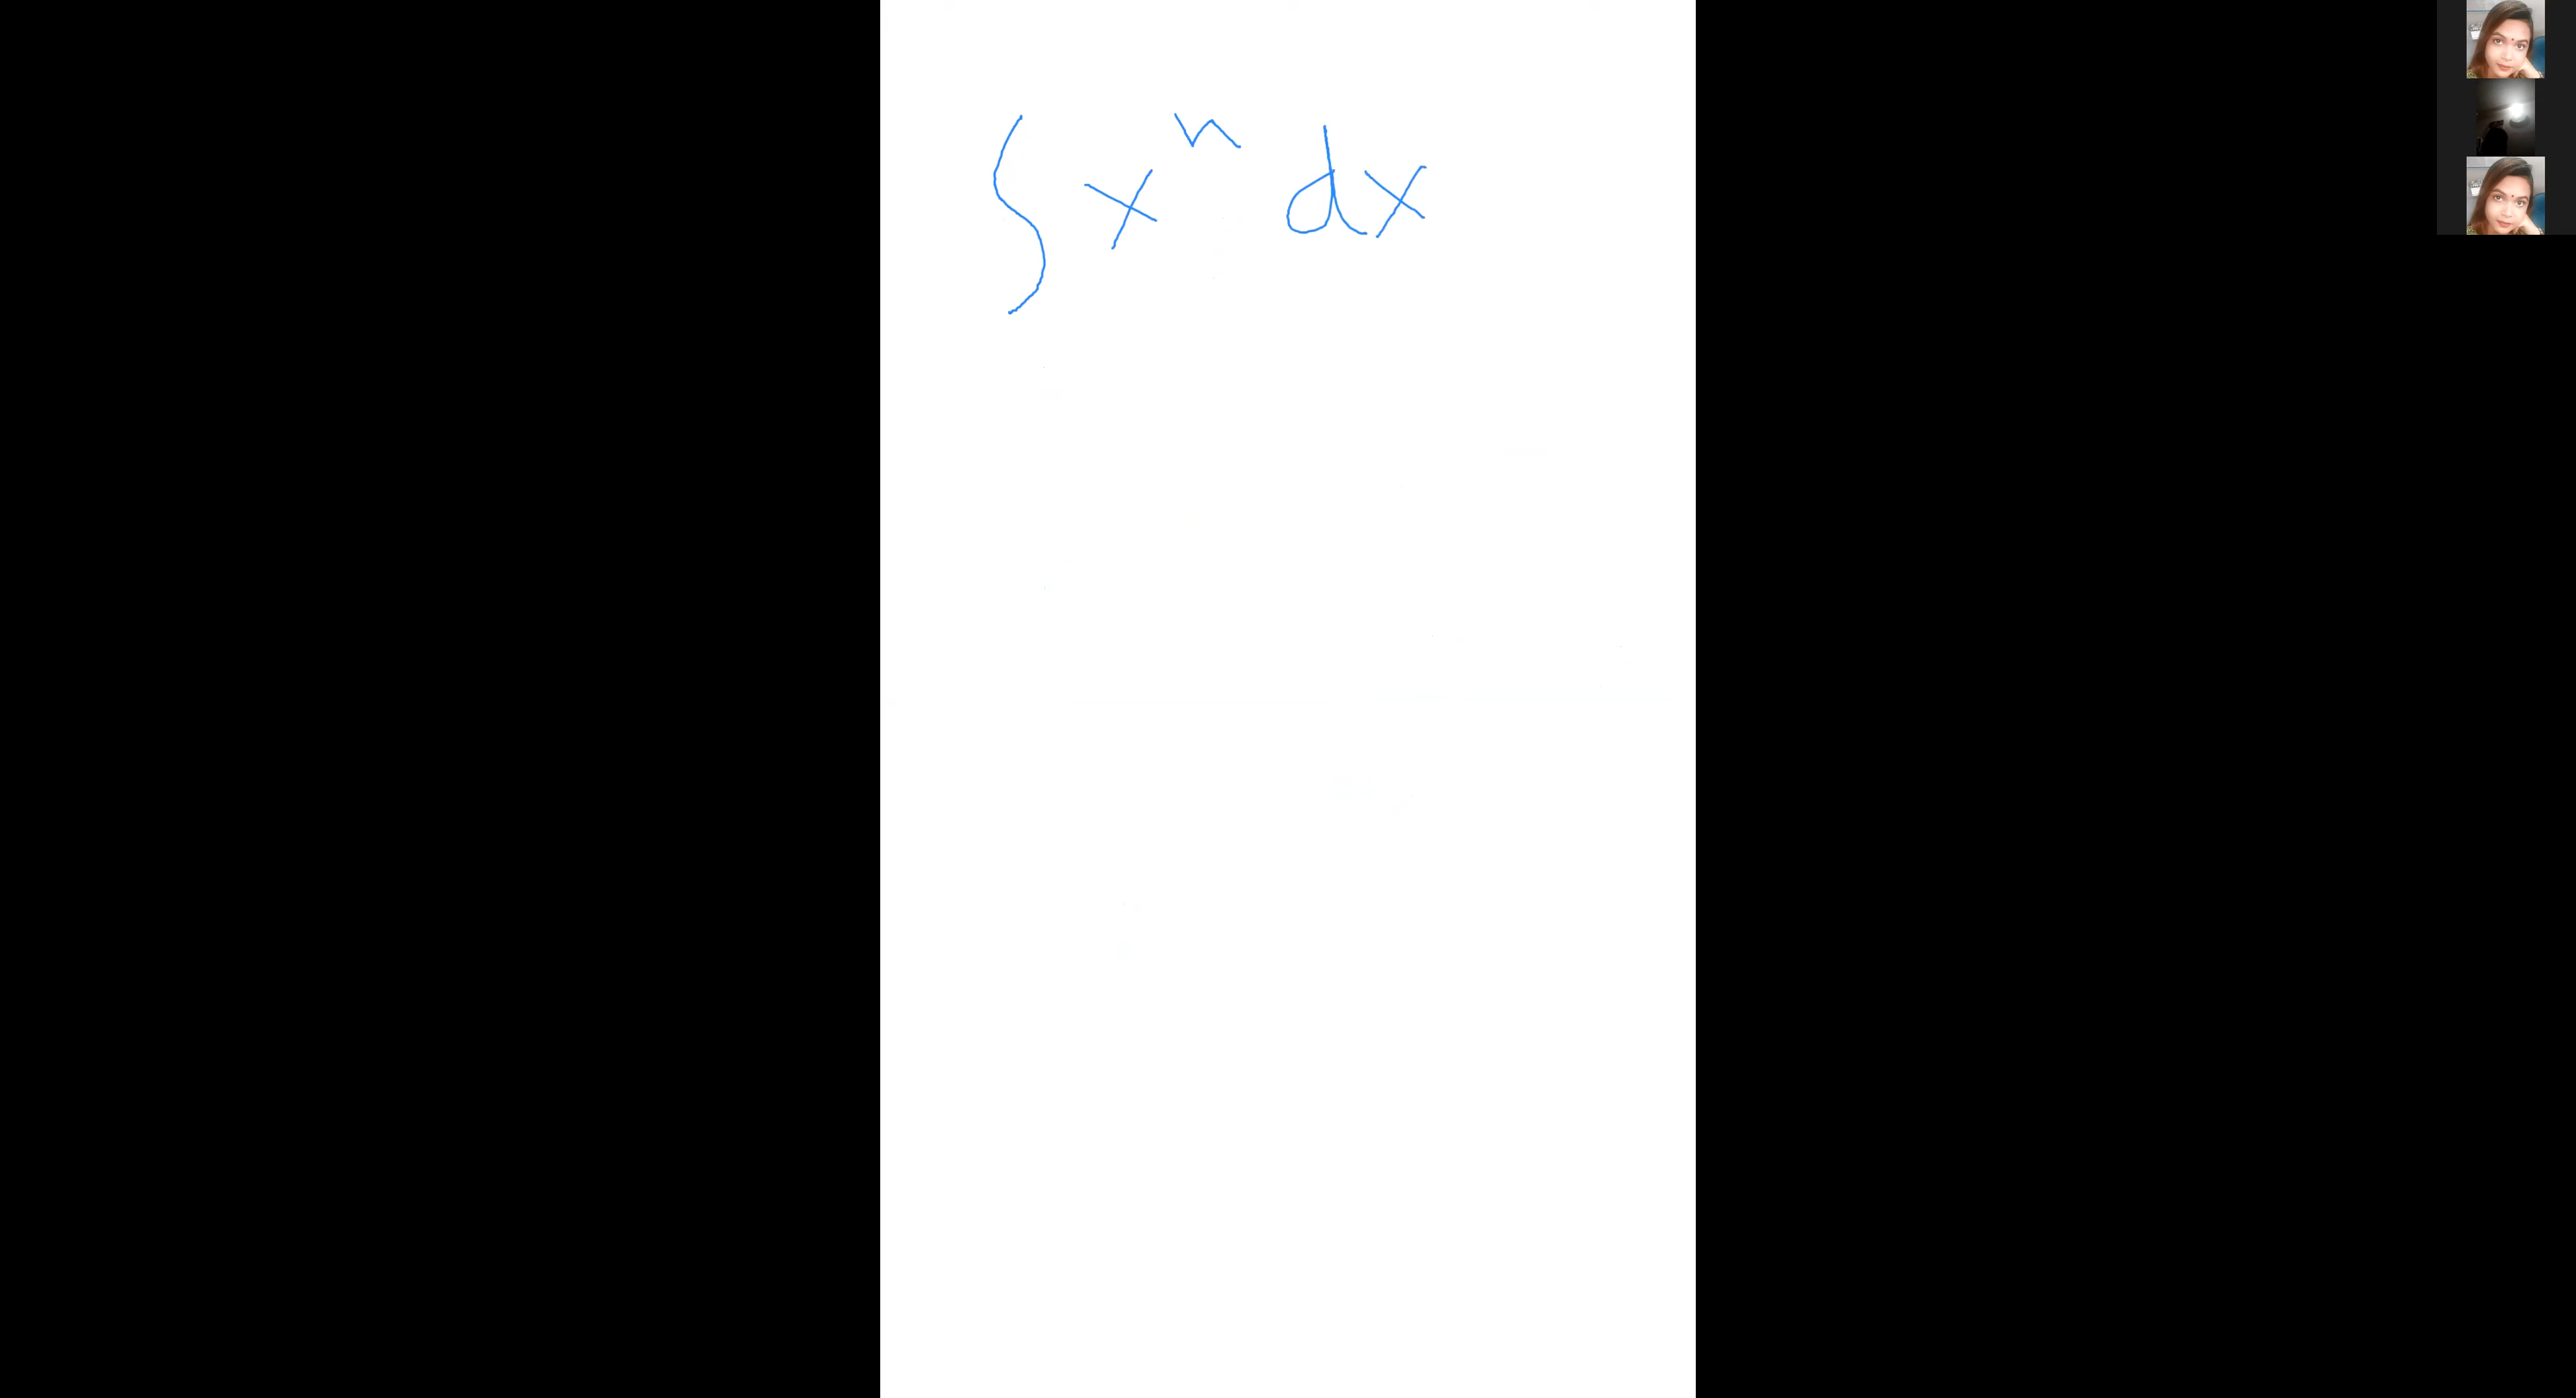 ∫ xⁿ dx